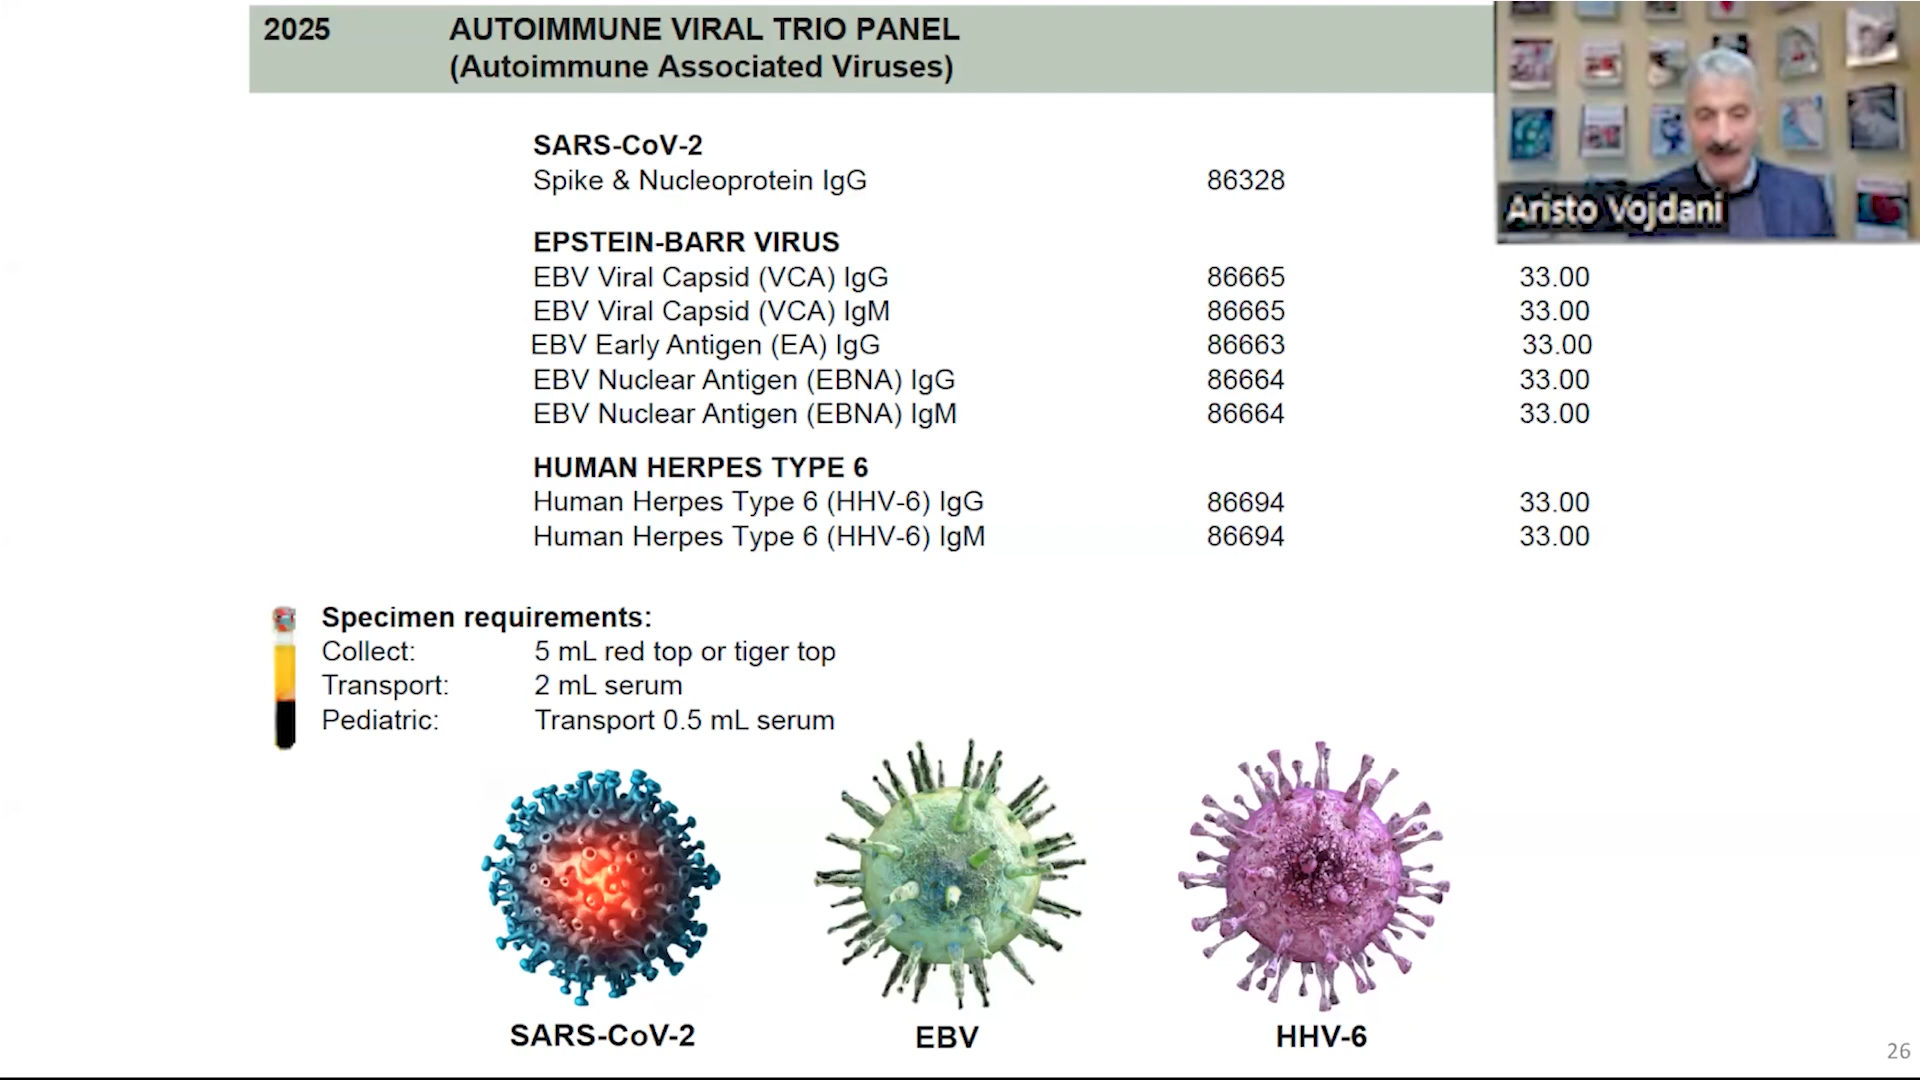 2025 AUTOIMMUNE VIRAL TRIO PANEL
(Autoimmune Associated Viruses)
Aristo Vojdani
SARS-CoV-2
Spike & Nucleoprotein IgG 86328
EPSTEIN-BARR VIRUS
EBV Viral Capsid (VCA) IgG 86665 33.00
EBV Viral Capsid (VCA) IgM 86665 33.00
EBV Early Antigen (EA) IgG 86663 33.00
EBV Nuclear Antigen (EBNA) IgG 86664 33.00
EBV Nuclear Antigen (EBNA) IgM 86664 33.00
HUMAN HERPES TYPE 6
Human Herpes Type 6 (HHV-6) IgG 86694 33.00
Human Herpes Type 6 (HHV-6) IgM 86694 33.00
Specimen requirements:
Collect: 5 mL red top or tiger top
Transport: 2 mL serum
Pediatric: Transport 0.5 mL serum
SARS-CoV-2 EBV HHV-6
26